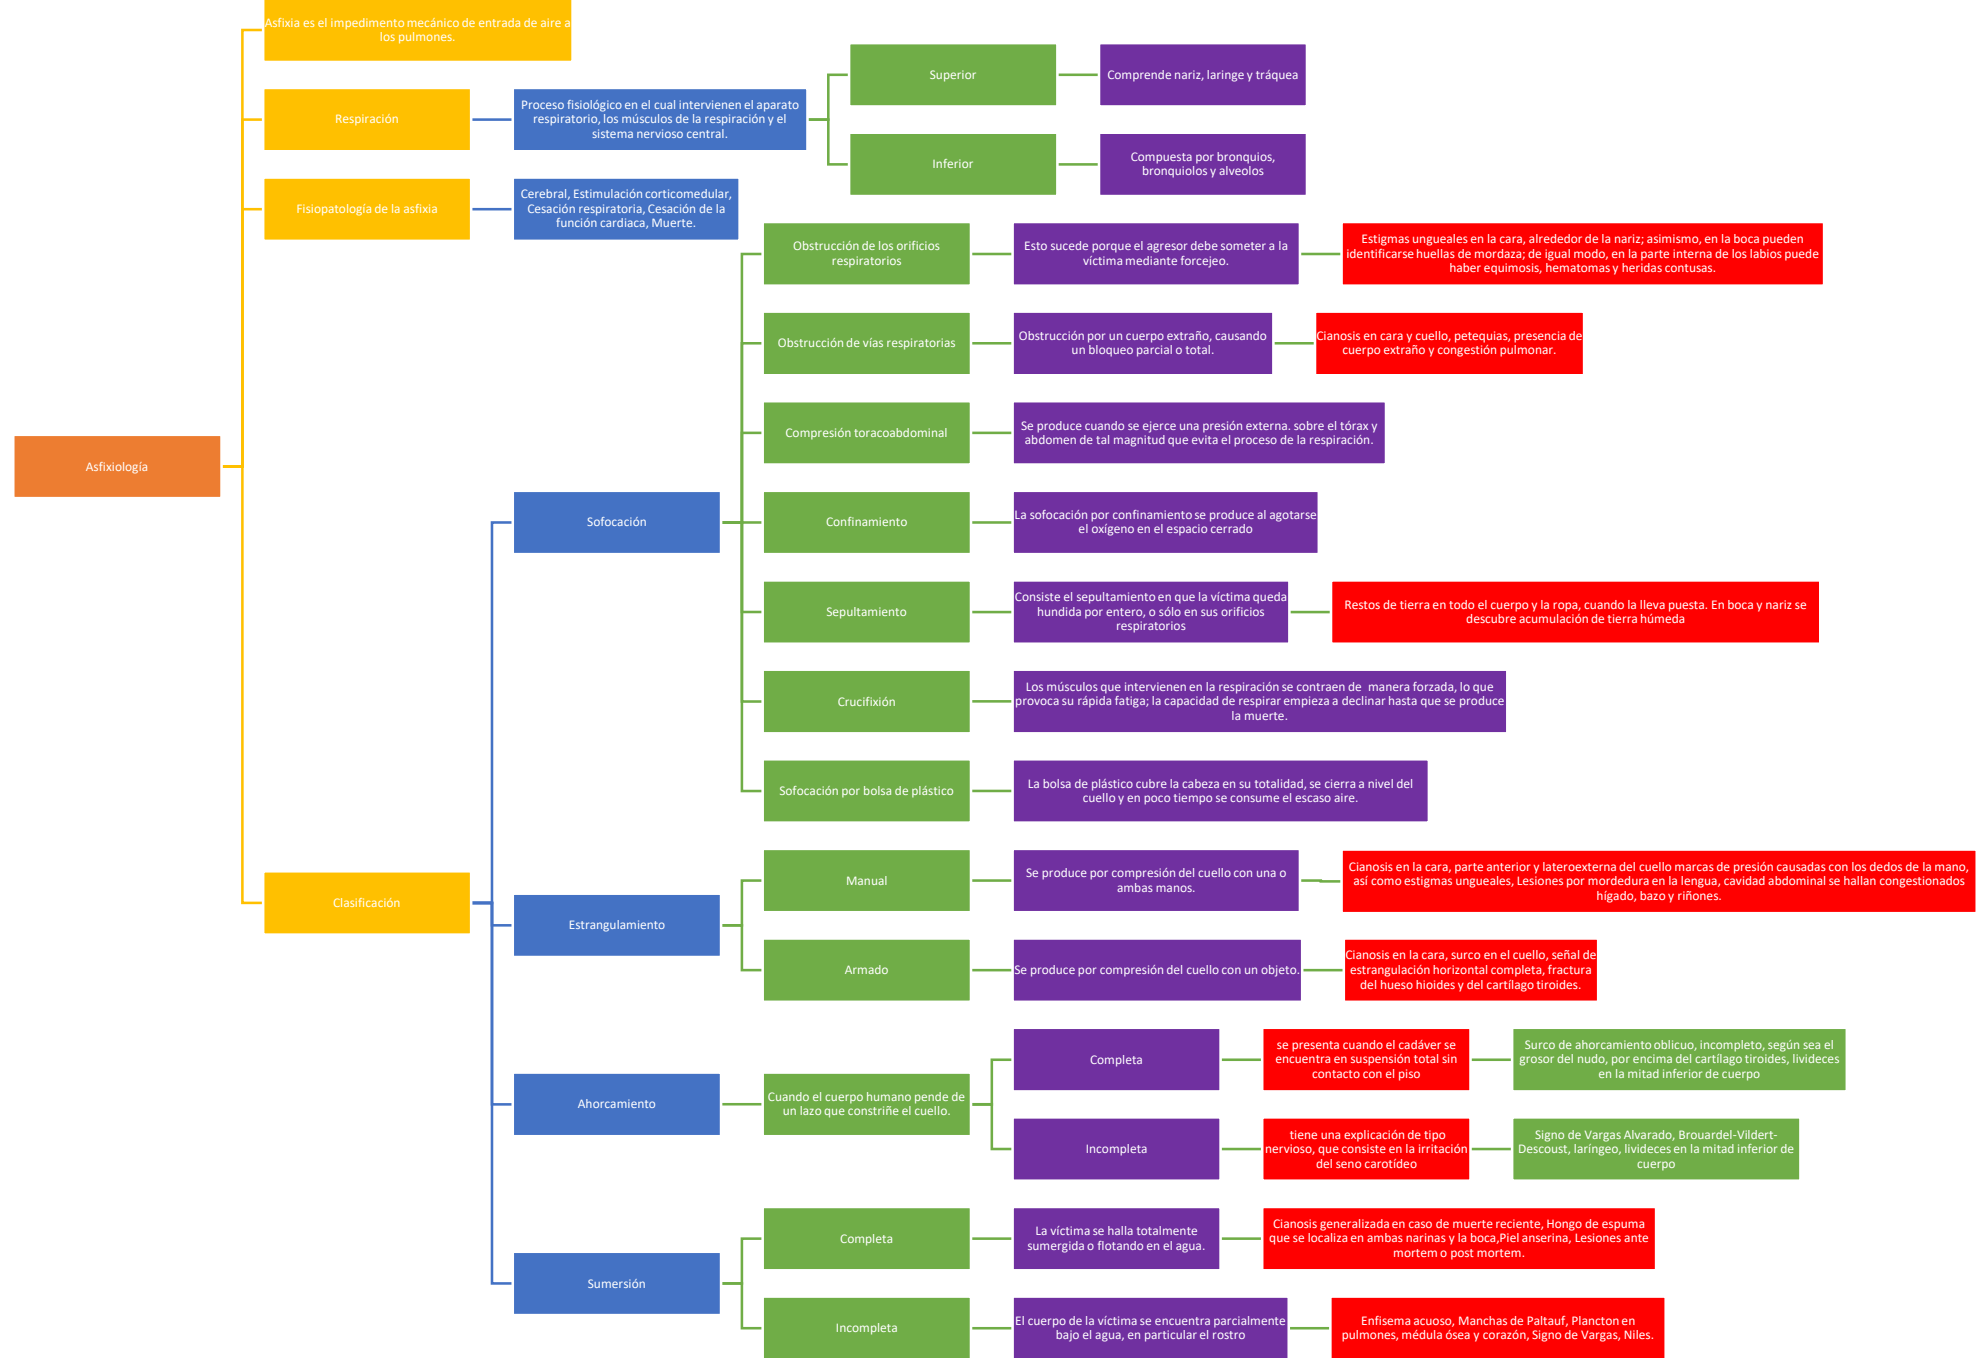 Asfixiología
Asfixia es el impedimento mecánico de entrada de aire a
los pulmones.
Respiración
Proceso fisiológico en el cual intervienen el aparato
respiratorio, los músculos de la respiración y el
sistema nervioso central.
Superior
Comprende nariz, laringe y tráquea
Inferior
Compuesta por bronquios,
bronquiolos y alveolos
Fisiopatología de la asfixia
Cerebral, Estimulación corticomedular,
Cesación respiratoria, Cesación de la
función cardiaca, Muerte.
Clasificación
Sofocación
Obstrucción de los orificios
respiratorios
Esto sucede porque el agresor debe someter a la
víctima mediante forcejeo.
Estigmas ungueales en la cara, alrededor de la nariz; asimismo, en la boca pueden
identificarse huellas de mordaza; de igual modo, en la parte interna de los labios puede
haber equimosis, hematomas y heridas contusas.
Obstrucción de vías respiratorias
Obstrucción por un cuerpo extraño, causando
un bloqueo parcial o total.
Cianosis en cara y cuello, petequias, presencia de
cuerpo extraño y congestión pulmonar.
Compresión toracoabdominal
Se produce cuando se ejerce una presión externa. sobre el tórax y
abdomen de tal magnitud que evita el proceso de la respiración.
Confinamiento
La sofocación por confinamiento se produce al agotarse
el oxígeno en el espacio cerrado
Sepultamiento
Consiste el sepultamiento en que la víctima queda
hundida por entero, o sólo en sus orificios
respiratorios
Restos de tierra en todo el cuerpo y la ropa, cuando la lleva puesta. En boca y nariz se
descubre acumulación de tierra húmeda
Crucifixión
Los músculos que intervienen en la respiración se contraen de manera forzada, lo que
provoca su rápida fatiga; la capacidad de respirar empieza a declinar hasta que se produce
la muerte.
Sofocación por bolsa de plástico
La bolsa de plástico cubre la cabeza en su totalidad, se cierra a nivel del
cuello y en poco tiempo se consume el escaso aire.
Estrangulamiento
Manual
Se produce por compresión del cuello con una o
ambas manos.
Cianosis en la cara, parte anterior y lateroexterna del cuello marcas de presión causadas con los dedos de la mano,
así como estigmas ungueales, Lesiones por mordedura en la lengua, cavidad abdominal se hallan congestionados
hígado, bazo y riñones.
Armado
Se produce por compresión del cuello con un objeto.
Cianosis en la cara, surco en el cuello, señal de
estrangulación horizontal completa, fractura
del hueso hioides y del cartílago tiroides.
Ahorcamiento
Cuando el cuerpo humano pende de
un lazo que constriñe el cuello.
Completa
se presenta cuando el cadáver se
encuentra en suspensión total sin
contacto con el piso
Surco de ahorcamiento oblicuo, incompleto, según sea el
grosor del nudo, por encima del cartílago tiroides, livideces
en la mitad inferior de cuerpo
Incompleta
tiene una explicación de tipo
nervioso, que consiste en la irritación
del seno carotídeo
Signo de Vargas Alvarado, Brouardel-Vildert-
Descoust, laríngeo, livideces en la mitad inferior de
cuerpo
Sumersión
Completa
La víctima se halla totalmente
sumergida o flotando en el agua.
Cianosis generalizada en caso de muerte reciente, Hongo de espuma
que se localiza en ambas narinas y la boca,Piel anserina, Lesiones ante
mortem o post mortem.
Incompleta
El cuerpo de la víctima se encuentra parcialmente
bajo el agua, en particular el rostro
Enfisema acuoso, Manchas de Paltauf, Plancton en
pulmones, médula ósea y corazón, Signo de Vargas, Niles.